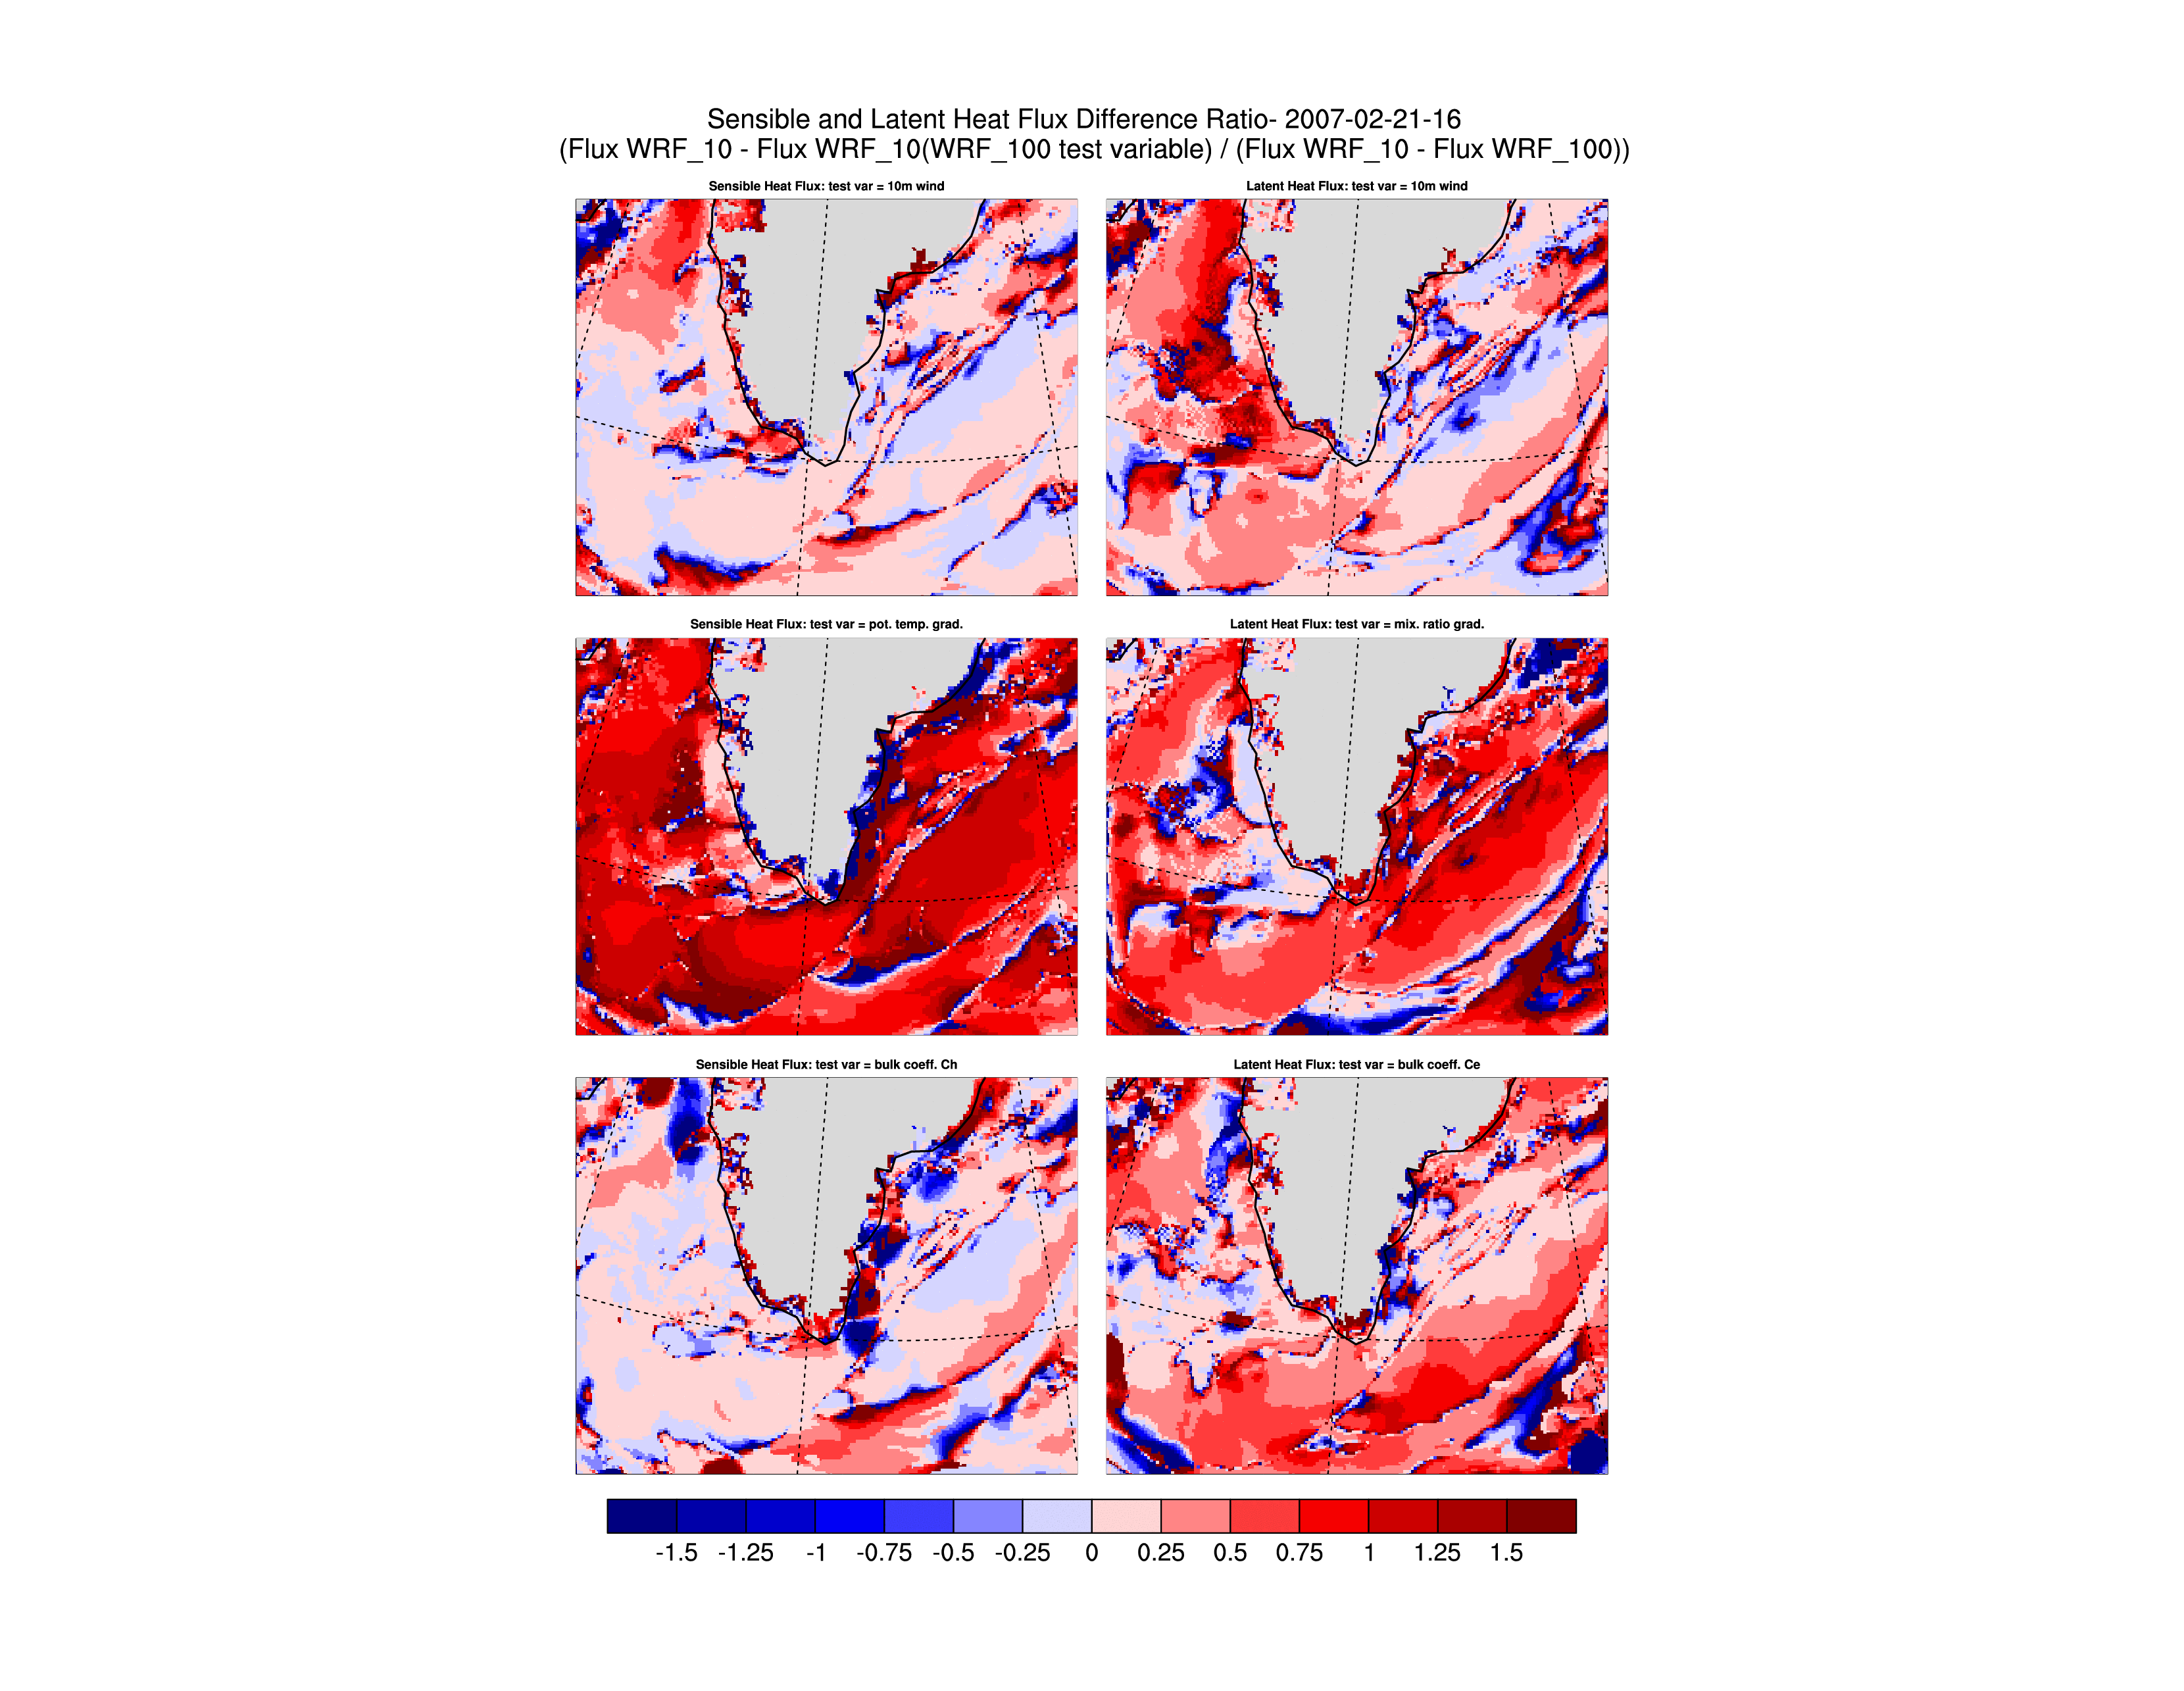 Sensible and Latent Heat Flux Difference Ratio- 2007-02-21-16
(Flux WRF_10 - Flux WRF_10(WRF_100 test variable) / (Flux WRF_10 - Flux WRF_100))
Sensible Heat Flux: test var = 10m wind
Latent Heat Flux: test var = 10m wind
Sensible Heat Flux: test var = pot. temp. grad.
Latent Heat Flux: test var = mix. ratio grad.
Sensible Heat Flux: test var = bulk coeff. Ch
Latent Heat Flux: test var = bulk coeff. Ce
-1.5 -1.25 -1 -0.75 -0.5 -0.25 0 0.25 0.5 0.75 1 1.25 1.5